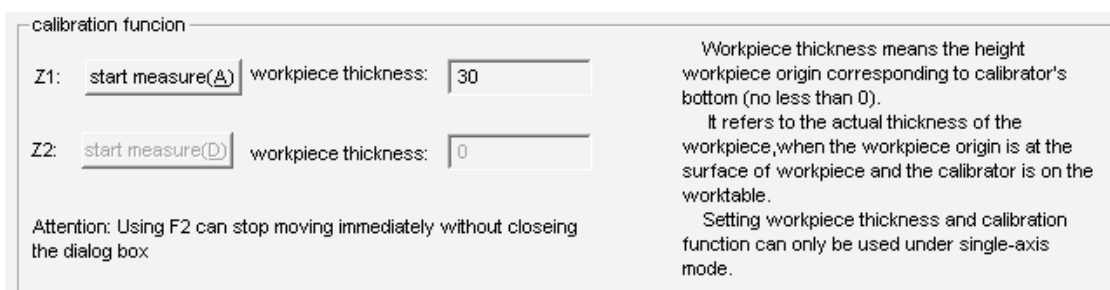 calibration funcion
Z1: start measure(A) workpiece thickness: 30
Z2: start measure(D) workpiece thickness: 0
Attention: Using F2 can stop moving immediately without closeing
the dialog box
Workpiece thickness means the height
workpiece origin corresponding to calibrator's
bottom (no less than 0).
It refers to the actual thickness of the
workpiece,when the workpiece origin is at the
surface of workpiece and the calibrator is on the
worktable.
Setting workpiece thickness and calibration
function can only be used under single-axis
mode.